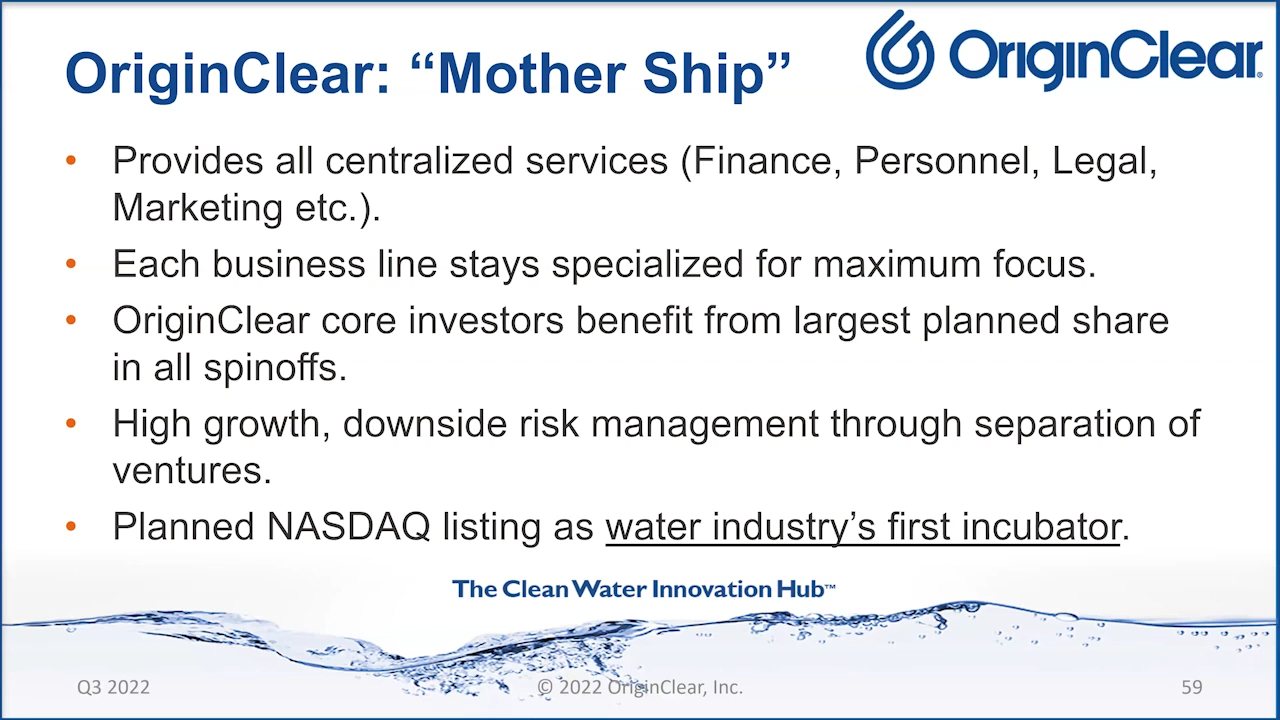 OriginClear: “Mother Ship”
OriginClear®
• Provides all centralized services (Finance, Personnel, Legal,
Marketing etc.).
• Each business line stays specialized for maximum focus.
• OriginClear core investors benefit from largest planned share
in all spinoffs.
• High growth, downside risk management through separation of
ventures.
• Planned NASDAQ listing as water industry’s first incubator.
The Clean Water Innovation Hub™
Q3 2022
© 2022 OriginClear, Inc.
59